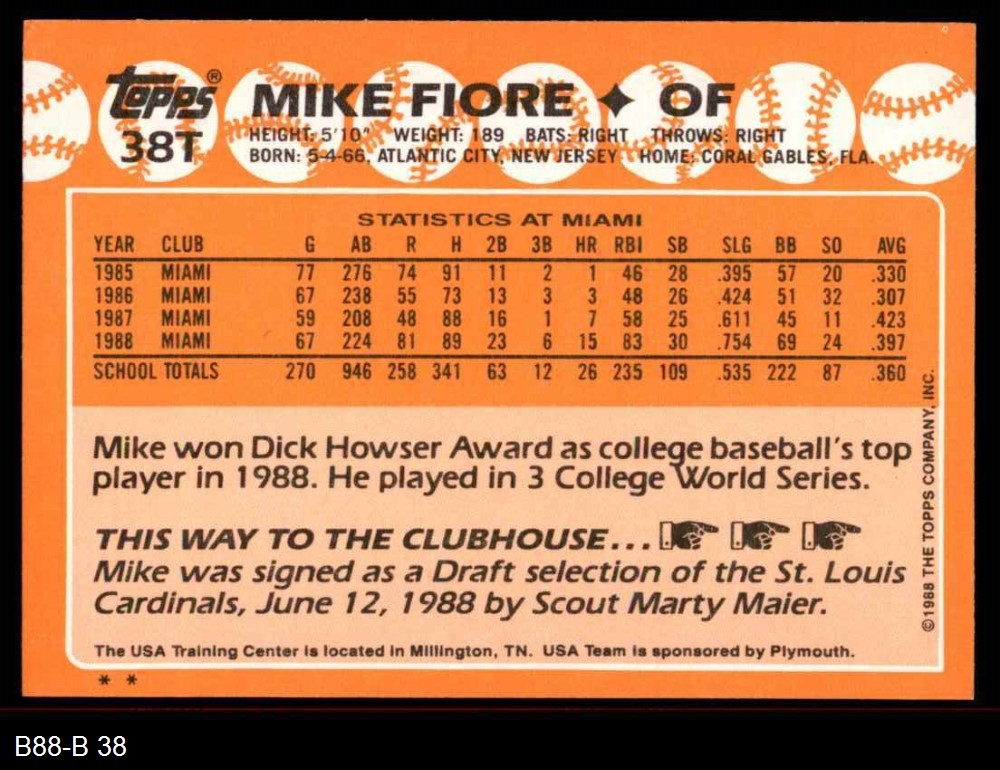 Topps®
38T
MIKE FIORE ✦ OF
HEIGHT: 5'10" WEIGHT: 189 BATS: RIGHT THROWS: RIGHT
BORN: 5-4-66, ATLANTIC CITY, NEW JERSEY HOME: CORAL GABLES, FLA.
STATISTICS AT MIAMI
YEAR CLUB G AB R H 2B 3B HR RBI SB SLG BB SO AVG
1985 MIAMI 77 276 74 91 11 2 1 46 28 .395 57 20 .330
1986 MIAMI 67 238 55 73 13 3 3 48 26 .424 51 32 .307
1987 MIAMI 59 208 48 88 16 1 7 58 25 .611 45 11 .423
1988 MIAMI 67 224 81 89 23 6 15 83 30 .754 69 24 .397
SCHOOL TOTALS 270 946 258 341 63 12 26 235 109 .535 222 87 .360
Mike won Dick Howser Award as college baseball's top
player in 1988. He played in 3 College World Series.
THIS WAY TO THE CLUBHOUSE...
Mike was signed as a Draft selection of the St. Louis
Cardinals, June 12, 1988 by Scout Marty Maier.
The USA Training Center is located in Millington, TN. USA Team is sponsored by Plymouth.
©1988 THE TOPPS COMPANY, INC.
* *
B88-B 38